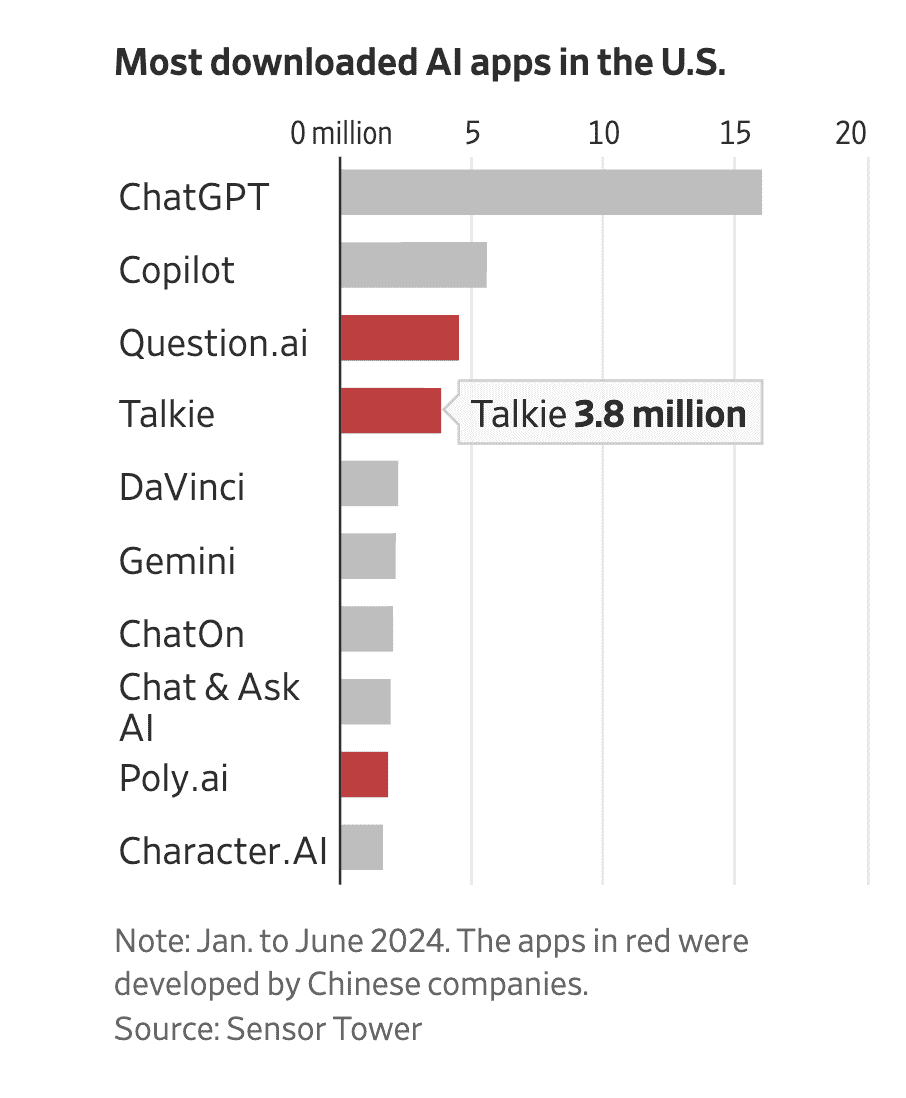 Most downloaded AI apps in the U.S.
0 million 5 10 15 20
ChatGPT
Copilot
Question.ai
Talkie
Talkie 3.8 million
DaVinci
Gemini
ChatOn
Chat & Ask
AI
Poly.ai
Character.AI
Note: Jan. to June 2024. The apps in red were
developed by Chinese companies.
Source: Sensor Tower